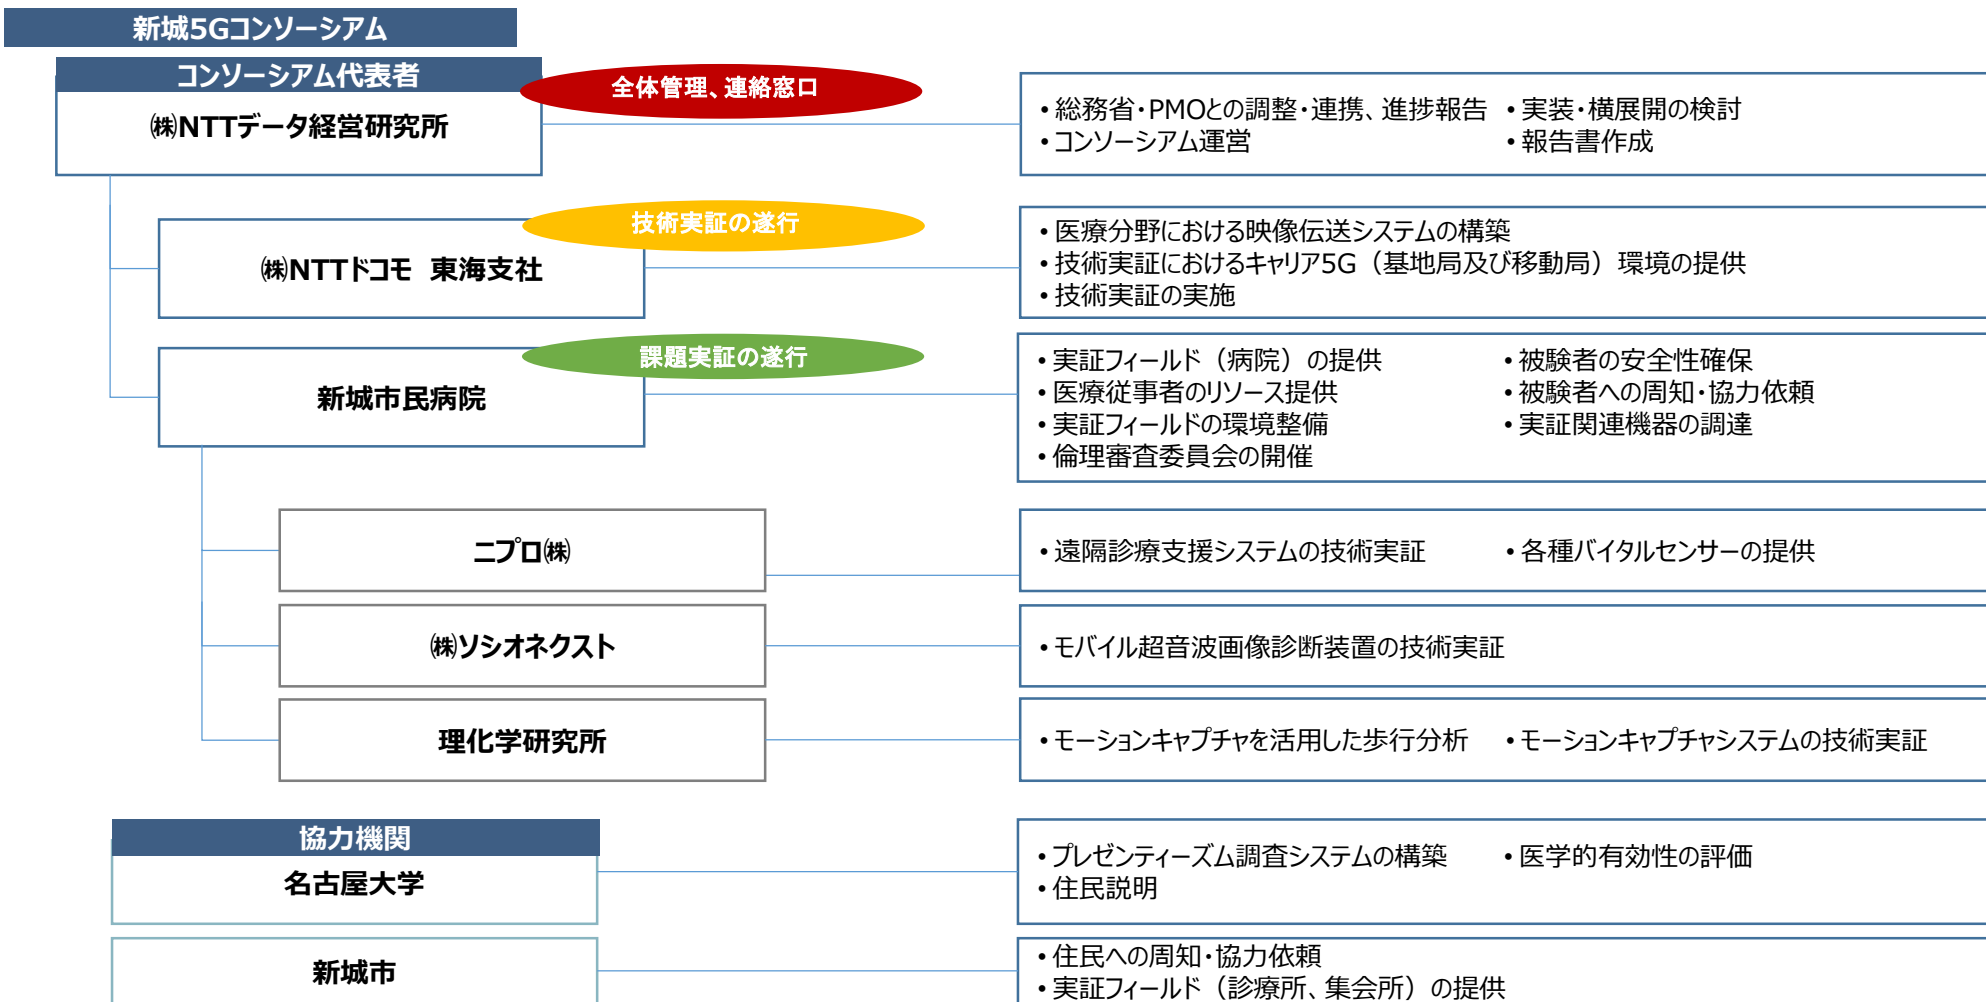 新城5Gコンソーシアム
コンソーシアム代表者
㈱NTTデータ経営研究所
全体管理、連絡窓口
• 総務省・PMOとの調整・連携、進捗報告 • 実装・横展開の検討
• コンソーシアム運営 • 報告書作成
㈱NTTドコモ 東海支社
技術実証の遂行
• 医療分野における映像伝送システムの構築
• 技術実証におけるキャリア5G（基地局及び移動局）環境の提供
• 技術実証の実施
新城市民病院
課題実証の遂行
• 実証フィールド（病院）の提供 • 被験者の安全性確保
• 医療従事者のリソース提供 • 被験者への周知・協力依頼
• 実証フィールドの環境整備 • 実証関連機器の調達
• 倫理審査委員会の開催
ニプロ㈱
• 遠隔診療支援システムの技術実証 • 各種バイタルセンサーの提供
㈱ソシオネクスト
• モバイル超音波画像診断装置の技術実証
理化学研究所
• モーションキャプチャを活用した歩行分析 • モーションキャプチャシステムの技術実証
協力機関
名古屋大学
• プレゼンティーズム調査システムの構築 • 医学的有効性の評価
• 住民説明
新城市
• 住民への周知・協力依頼
• 実証フィールド（診療所、集会所）の提供